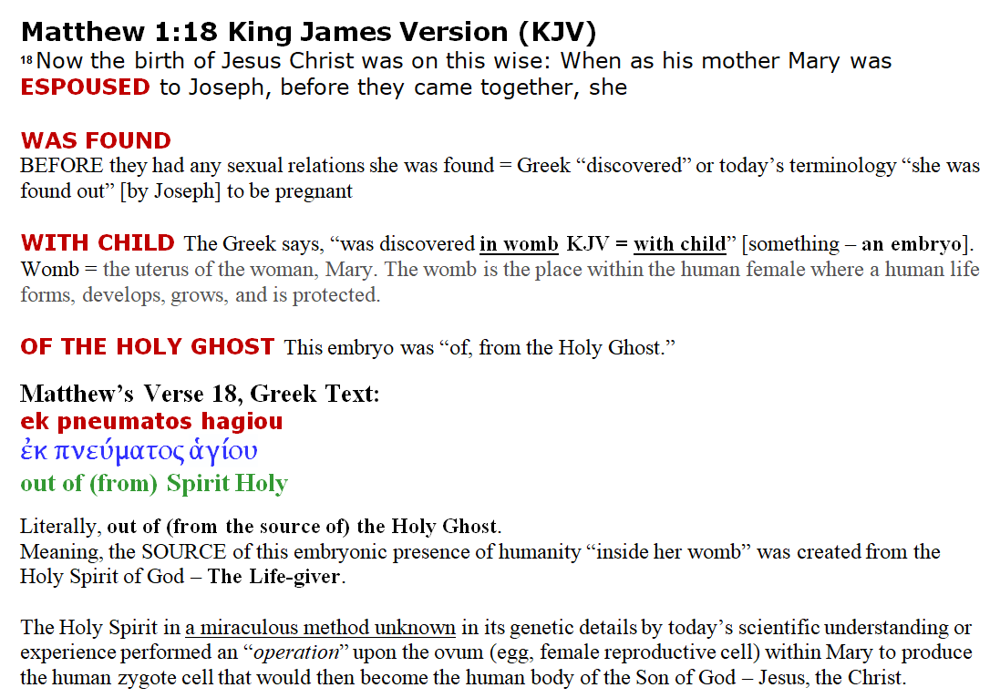 Matthew 1:18 King James Version (KJV)
18 Now the birth of Jesus Christ was on this wise: When as his mother Mary was
ESPOUSED to Joseph, before they came together, she
WAS FOUND
BEFORE they had any sexual relations she was found = Greek “discovered” or today’s terminology “she was
found out” [by Joseph] to be pregnant
WITH CHILD The Greek says, “was discovered in womb KJV = with child” [something – an embryo].
Womb = the uterus of the woman, Mary. The womb is the place within the human female where a human life
forms, develops, grows, and is protected.
OF THE HOLY GHOST This embryo was “of, from the Holy Ghost.”
Matthew’s Verse 18, Greek Text:
ek pneumatos hagiou
ἐκ πνεύματος ἁγίου
out of (from) Spirit Holy
Literally, out of (from the source of) the Holy Ghost.
Meaning, the SOURCE of this embryonic presence of humanity “inside her womb” was created from the
Holy Spirit of God – The Life-giver.
The Holy Spirit in a miraculous method unknown in its genetic details by today’s scientific understanding or
experience performed an “operation” upon the ovum (egg, female reproductive cell) within Mary to produce
the human zygote cell that would then become the human body of the Son of God – Jesus, the Christ.